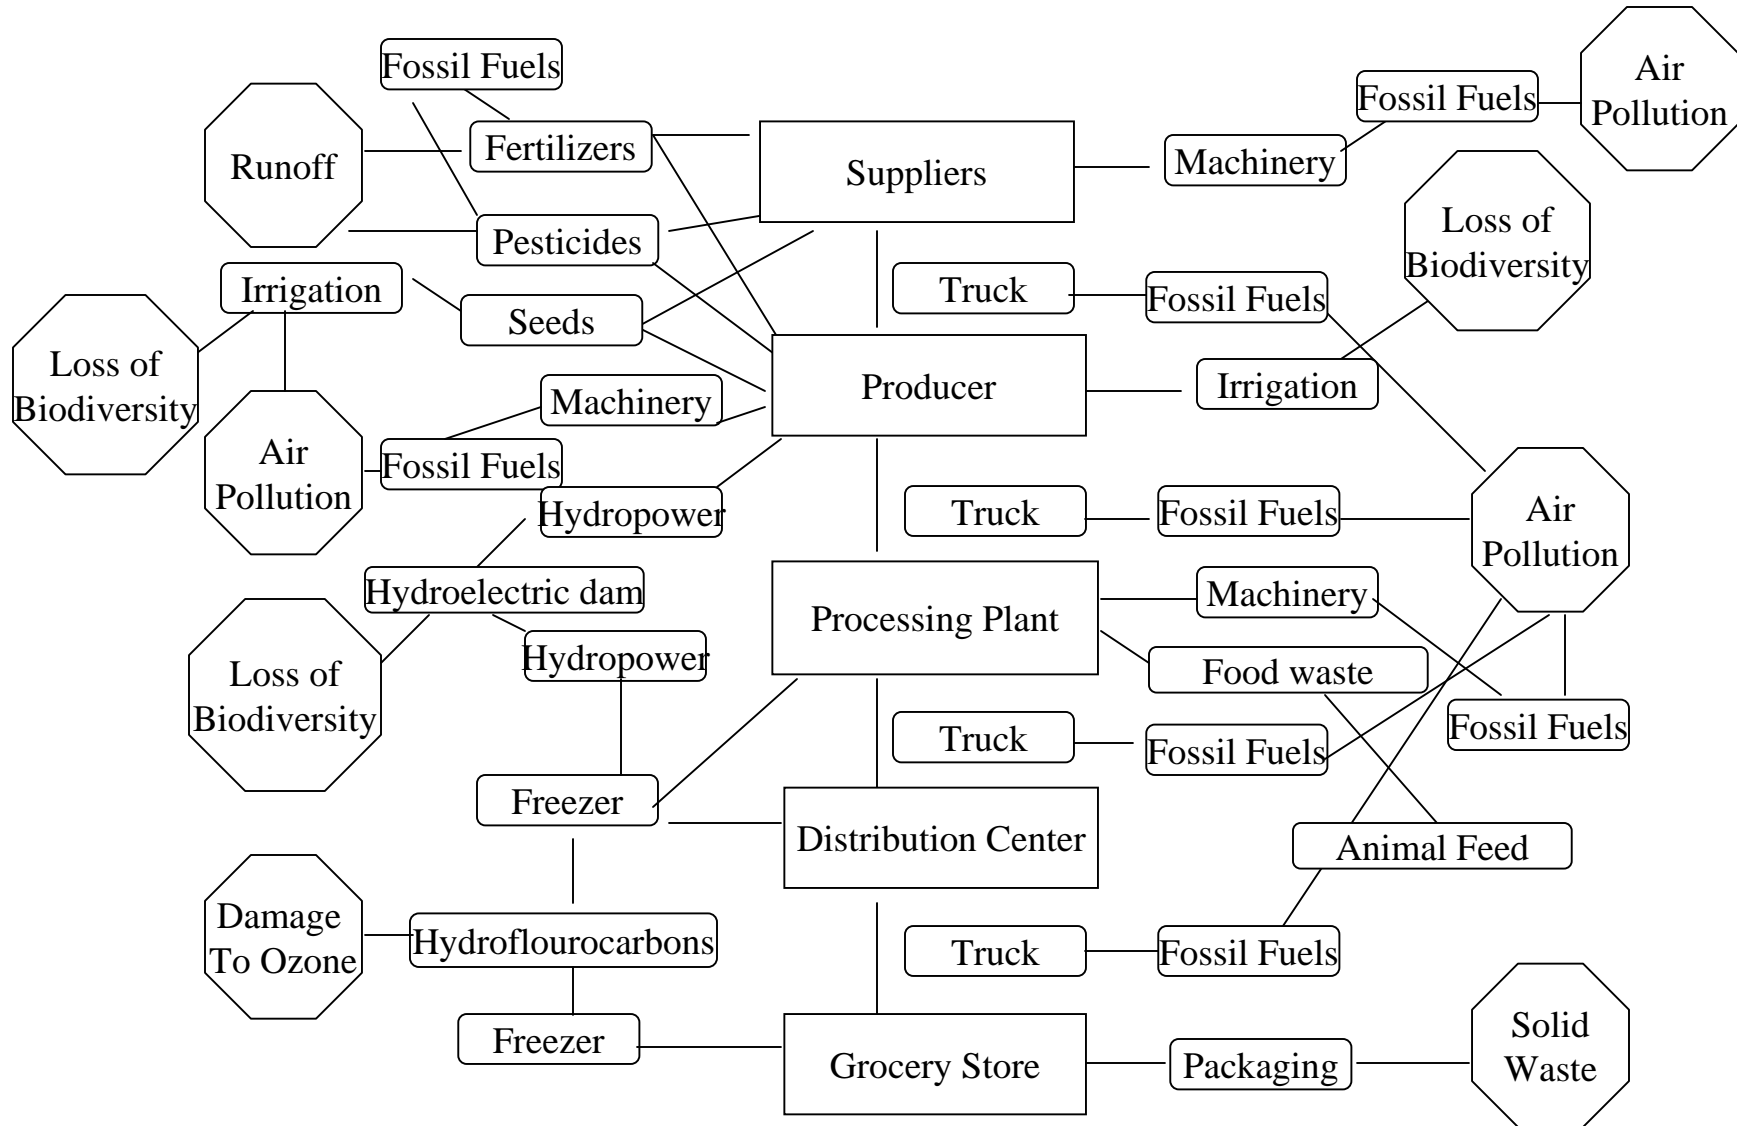 Fossil Fuels
Air
Pollution
Fossil Fuels
Runoff
Fertilizers
Suppliers
Machinery
Loss of
Biodiversity
Pesticides
Irrigation
Truck
Fossil Fuels
Seeds
Loss of
Biodiversity
Machinery
Producer
Irrigation
Air
Pollution
Fossil Fuels
Hydropower
Truck
Fossil Fuels
Air
Pollution
Hydroelectric dam
Processing Plant
Machinery
Loss of
Biodiversity
Hydropower
Food waste
Truck
Fossil Fuels
Fossil Fuels
Freezer
Distribution Center
Animal Feed
Damage
To Ozone
Hydroflourocarbons
Truck
Fossil Fuels
Freezer
Grocery Store
Packaging
Solid
Waste